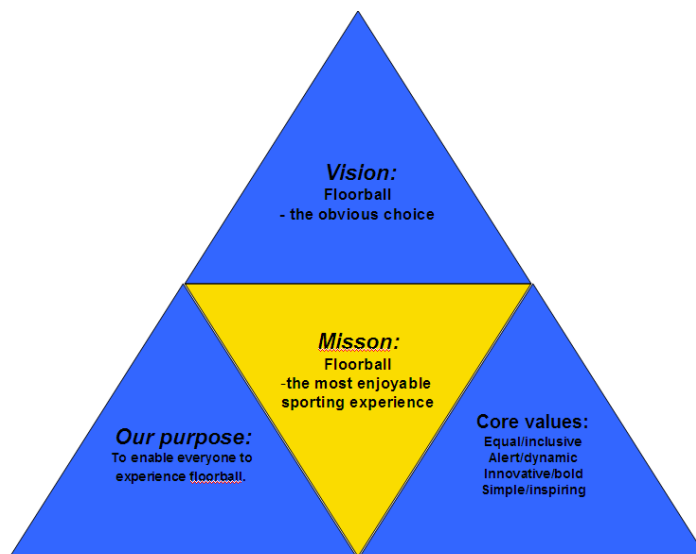 Vision:
Floorball
- the obvious choice
Misson:
Floorball
-the most enjoyable
sporting experience
Our purpose:
To enable everyone to
experience floorball.
Core values:
Equal/inclusive
Alert/dynamic
Innovative/bold
Simple/inspiring